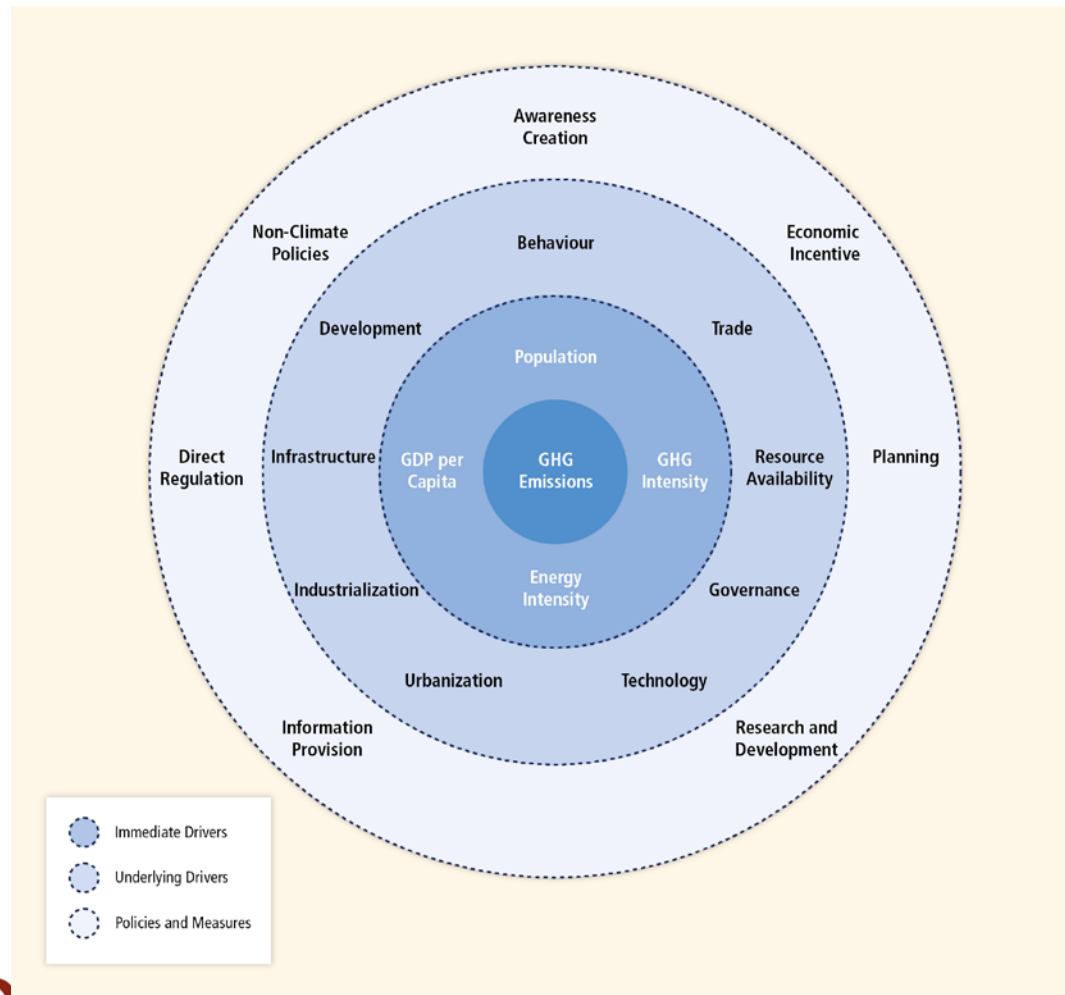 Awareness
Creation
Non-Climate
Policies
Economic
Incentive
Behaviour
Development
Trade
Population
Direct
Regulation
Infrastructure
GDP per
Capita
GHG
Emissions
GHG
Intensity
Resource
Availability
Planning
Energy
Intensity
Industrialization
Governance
Urbanization
Technology
Information
Provision
Research and
Development
Immediate Drivers
Underlying Drivers
Policies and Measures